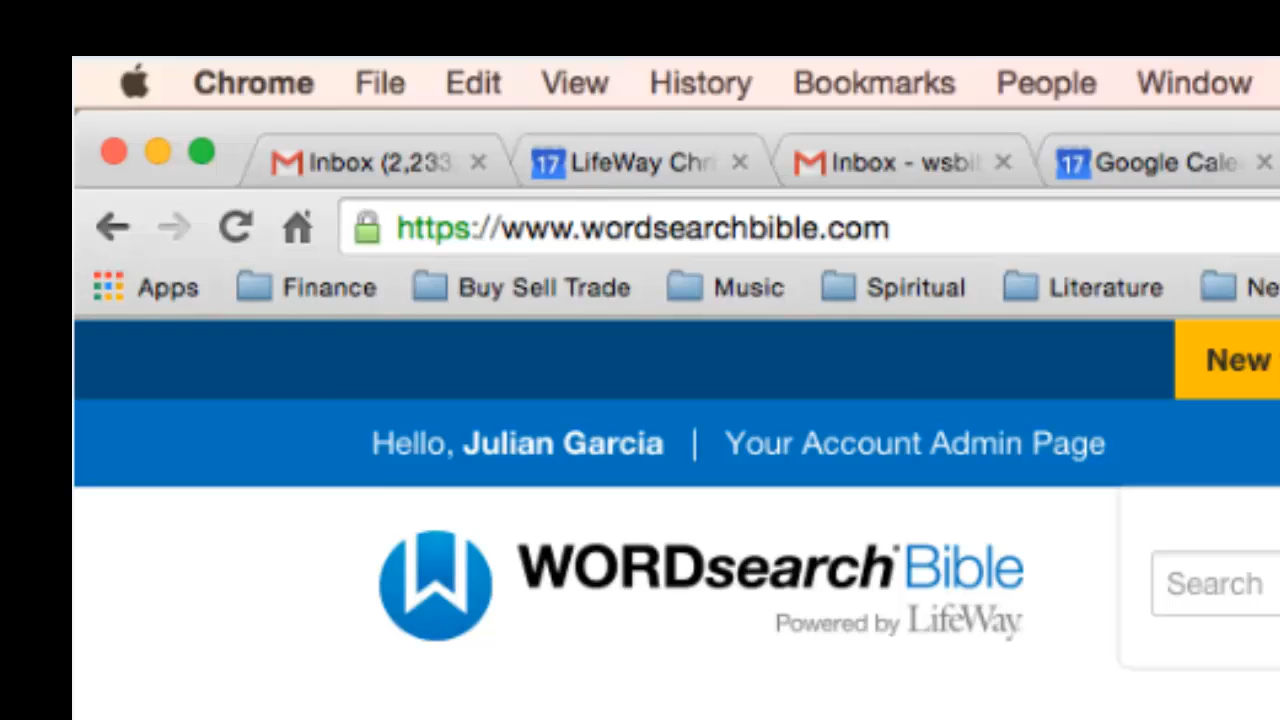 Chrome File Edit View History Bookmarks People Window
Inbox (2,233 LifeWay Chri Inbox - wsbi Google Cale
https://www.wordsearchbible.com
Apps Finance Buy Sell Trade Music Spiritual Literature Ne
New
Hello, Julian Garcia | Your Account Admin Page
WORDsearch Bible
Search
Powered by LifeWay